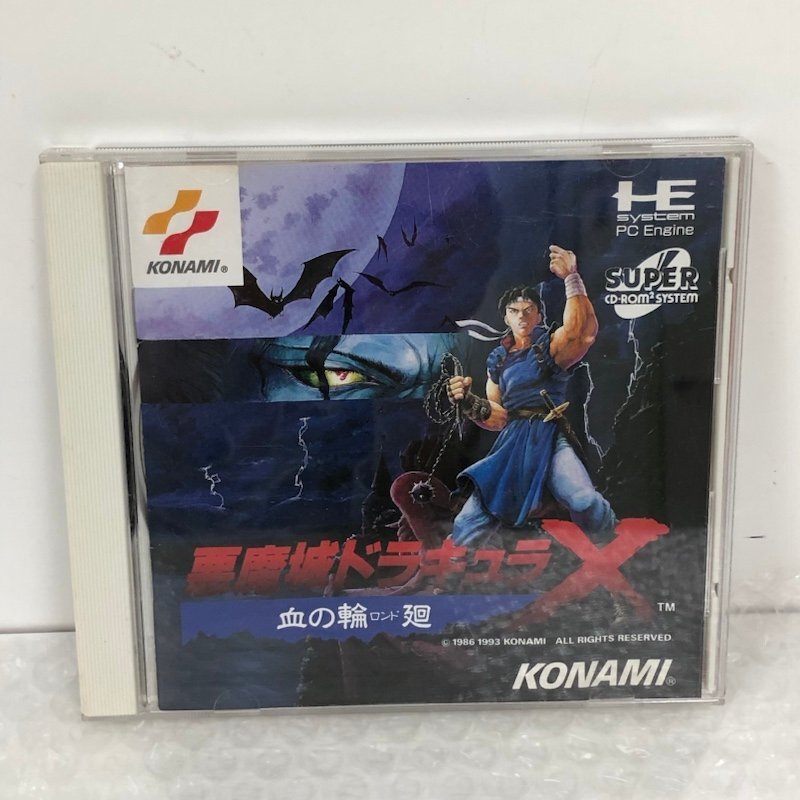 KONAMI®
HE
system
PC Engine
SUPER
CD-ROM² SYSTEM
悪魔城ドラキュラX
™
血の輪ロンド廻
© 1986 1993 KONAMI ALL RIGHTS RESERVED
KONAMI®